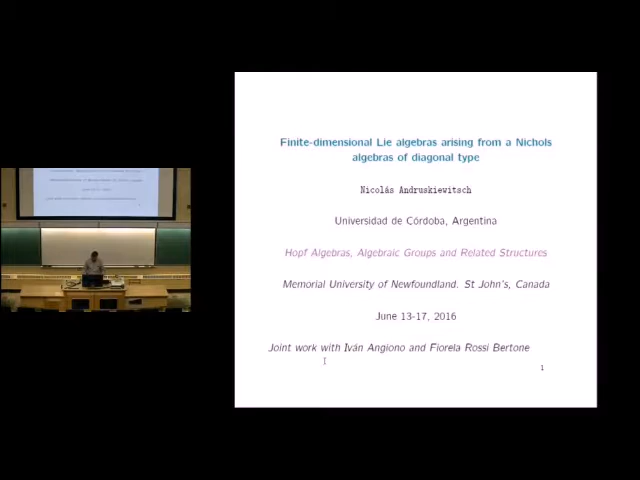 Finite-dimensional Lie algebras arising from a Nichols
algebras of diagonal type
Nicolás Andruskiewitsch
Universidad de Córdoba, Argentina
Hopf Algebras, Algebraic Groups and Related Structures
Memorial University of Newfoundland. St John's, Canada
June 13-17, 2016
Joint work with Iván Angiono and Fiorela Rossi Bertone
1